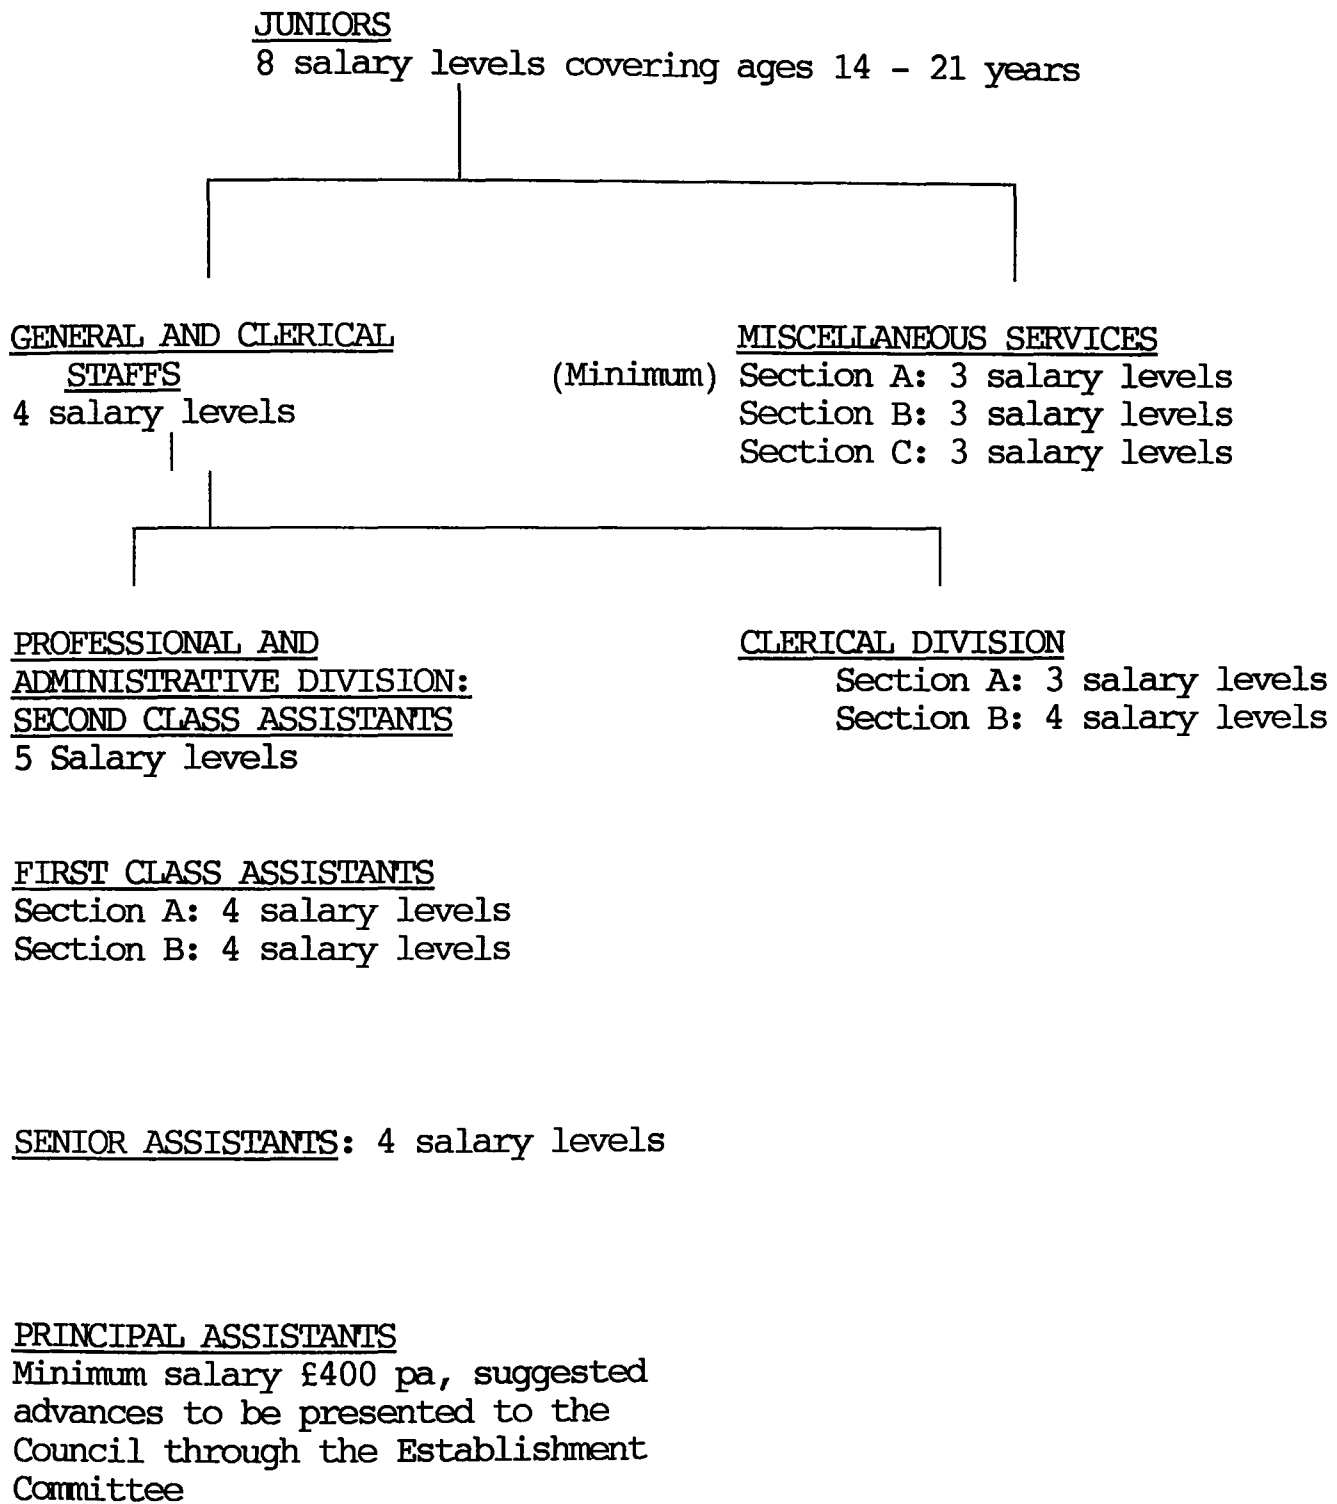 JUNIORS
8 salary levels covering ages 14 - 21 years
GENERAL AND CLERICAL
STAFFS
4 salary levels
MISCELLANEOUS SERVICES
(Minimum) Section A: 3 salary levels
Section B: 3 salary levels
Section C: 3 salary levels
PROFESSIONAL AND
ADMINISTRATIVE DIVISION:
SECOND CLASS ASSISTANTS
5 Salary levels
CLERICAL DIVISION
Section A: 3 salary levels
Section B: 4 salary levels
FIRST CLASS ASSISTANTS
Section A: 4 salary levels
Section B: 4 salary levels
SENIOR ASSISTANTS: 4 salary levels
PRINCIPAL ASSISTANTS
Minimum salary £400 pa, suggested
advances to be presented to the
Council through the Establishment
Committee